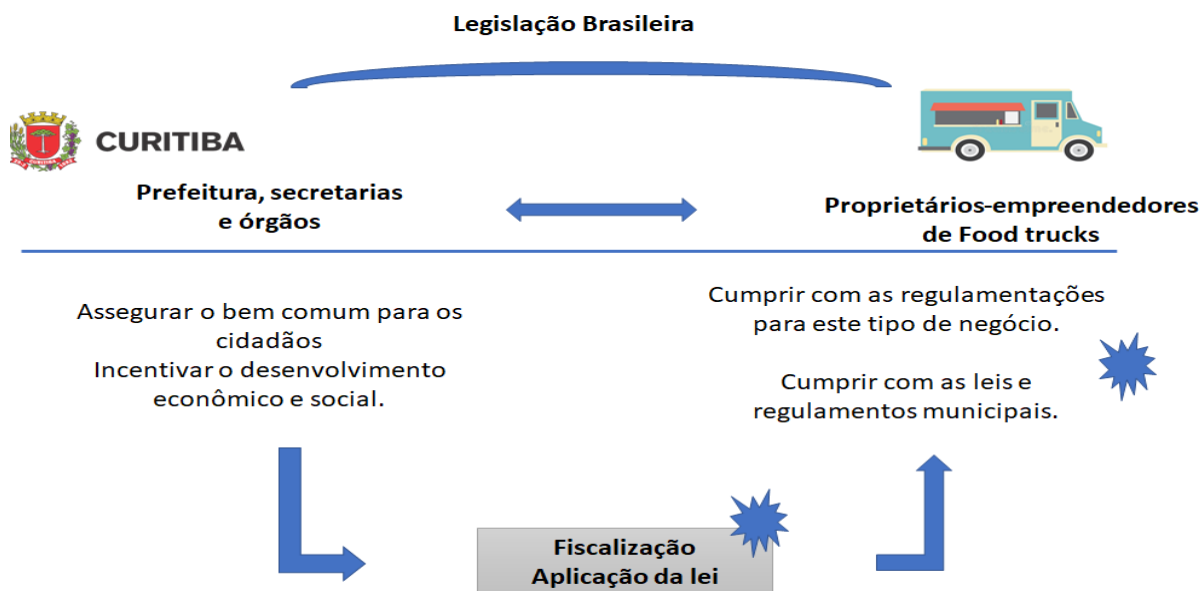 Legislação Brasileira
CURITIBA
Prefeitura, secretarias
e órgãos
Proprietários-empreendedores
de Food trucks
Assegurar o bem comum para os
cidadãos
Incentivar o desenvolvimento
econômico e social.
Cumprir com as regulamentações
para este tipo de negócio.
Cumprir com as leis e
regulamentos municipais.
Fiscalização
Aplicação da lei